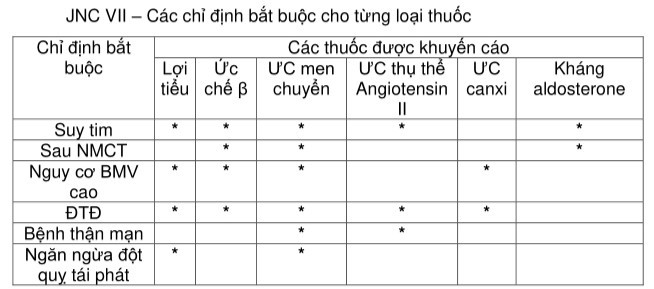 JNC VII – Các chỉ định bắt buộc cho từng loại thuốc
Chỉ định bắt
buộc
Các thuốc được khuyến cáo
Lợi
tiểu
Ức
chế β
ƯC men
chuyển
ƯC thụ thể
Angiotensin
II
ƯC
canxi
Kháng
aldosterone
Suy tim * * * * *
Sau NMCT * * *
Nguy cơ BMV
cao
* * * *
ĐTĐ * * * * *
Bệnh thận mạn * *
Ngăn ngừa đột
quỵ tái phát
* *